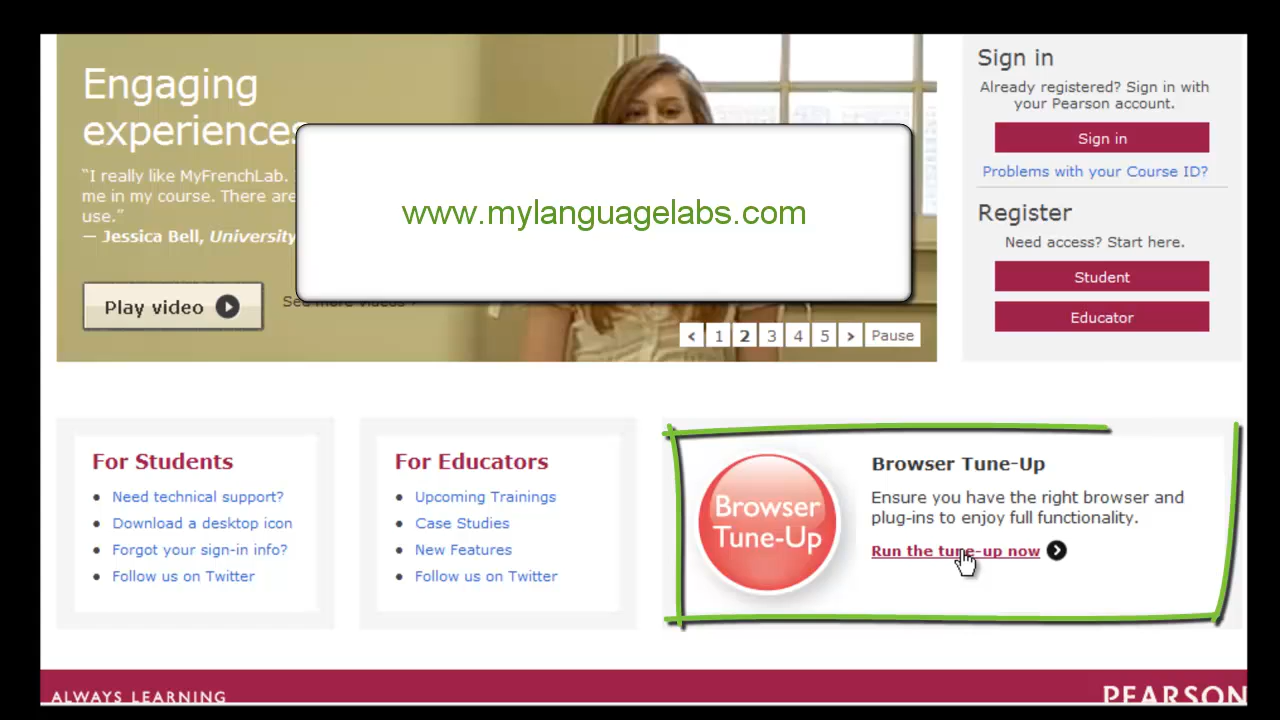 Engaging
experiences
“I really like MyFrenchLab.
me in my course. There are
use.”
— Jessica Bell, University
Play video
See more videos
www.mylanguagelabs.com
< 1 2 3 4 5 > Pause
Sign in
Already registered? Sign in with
your Pearson account.
Sign in
Problems with your Course ID?
Register
Need access? Start here.
Student
Educator
For Students
• Need technical support?
• Download a desktop icon
• Forgot your sign-in info?
• Follow us on Twitter
For Educators
• Upcoming Trainings
• Case Studies
• New Features
• Follow us on Twitter
Browser
Tune-Up
Browser Tune-Up
Ensure you have the right browser and
plug-ins to enjoy full functionality.
Run the tune-up now
ALWAYS LEARNING
PEARSON